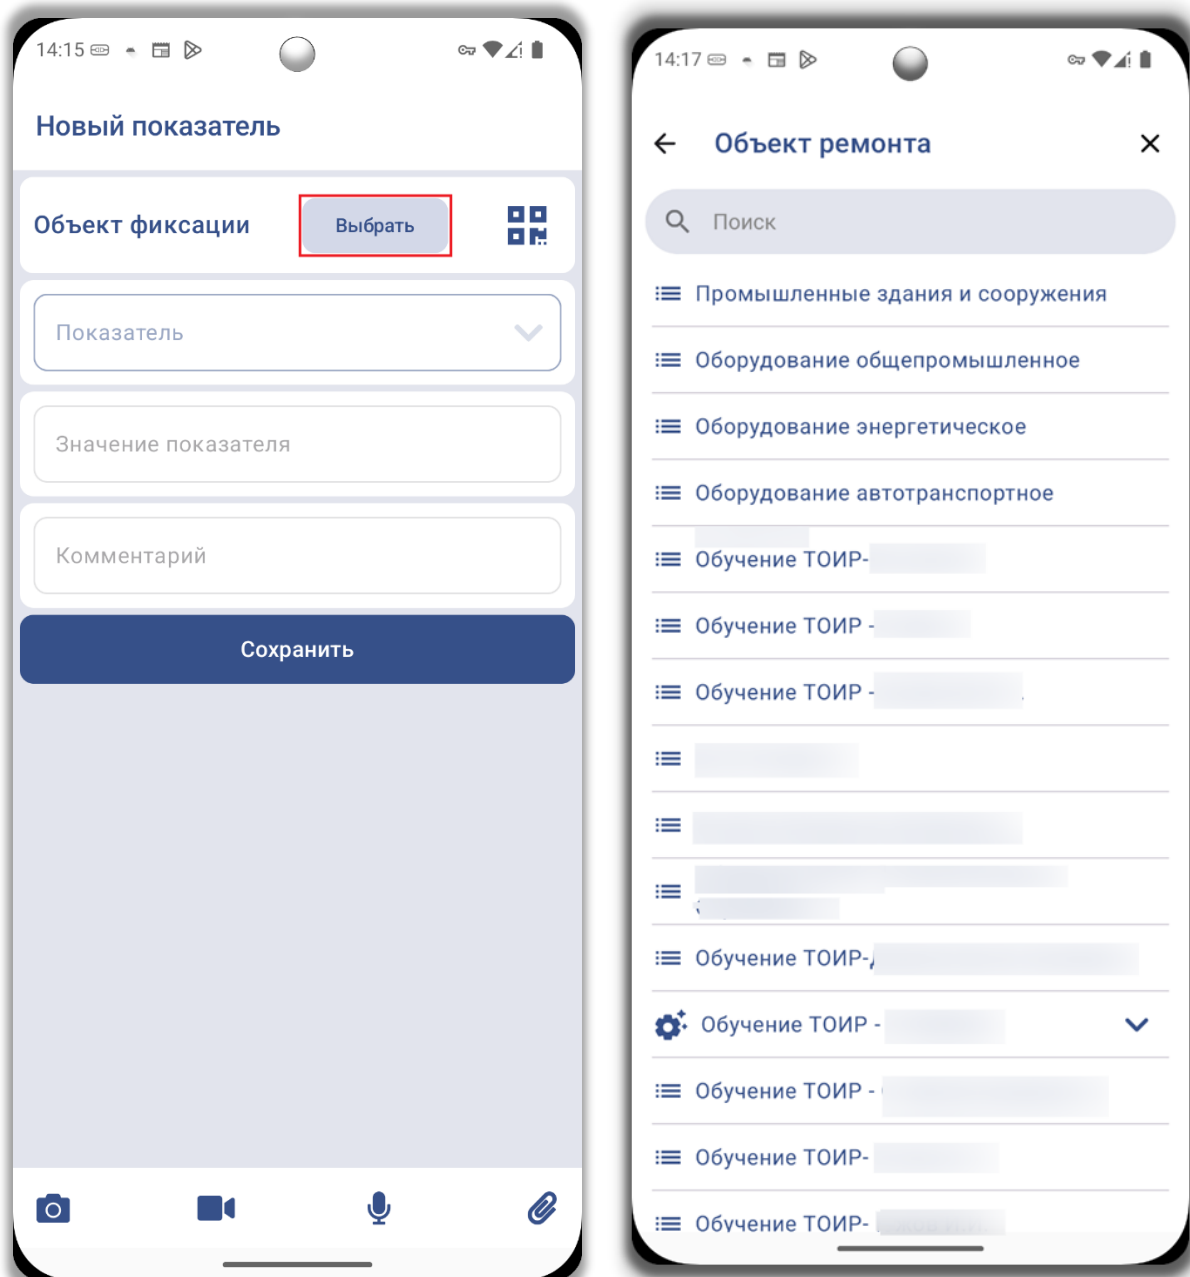 14:15
Новый показатель
Объект фиксации
Выбрать
Показатель
Значение показателя
Комментарий
Сохранить
14:17
Объект ремонта
Поиск
Промышленные здания и сооружения
Оборудование общепромышленное
Оборудование энергетическое
Оборудование автотранспортное
Обучение ТОИР-
Обучение ТОИР -
Обучение ТОИР -
Обучение ТОИР-
Обучение ТОИР -
Обучение ТОИР -
Обучение ТОИР-
Обучение ТОИР-